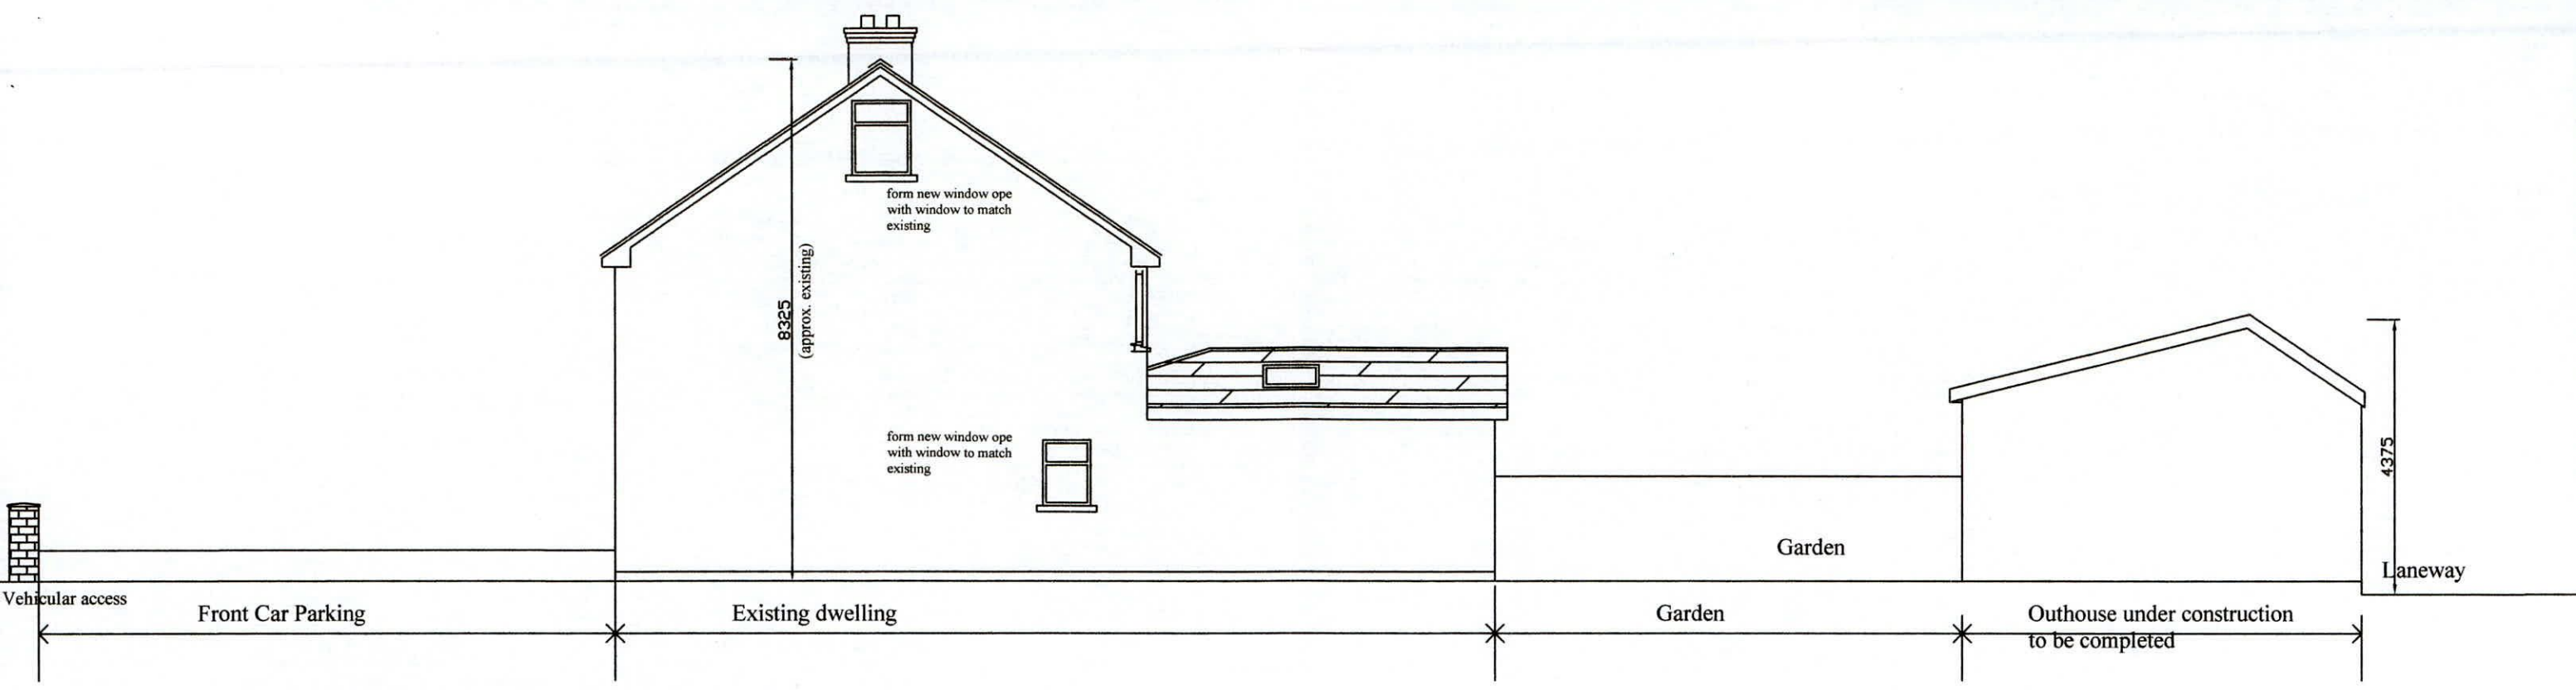 form new window ope
with window to match
existing
8325
(approx. existing)
form new window ope
with window to match
existing
4375
Garden
Laneway
Vehicular access
Front Car Parking
Existing dwelling
Garden
Outhouse under construction
to be completed